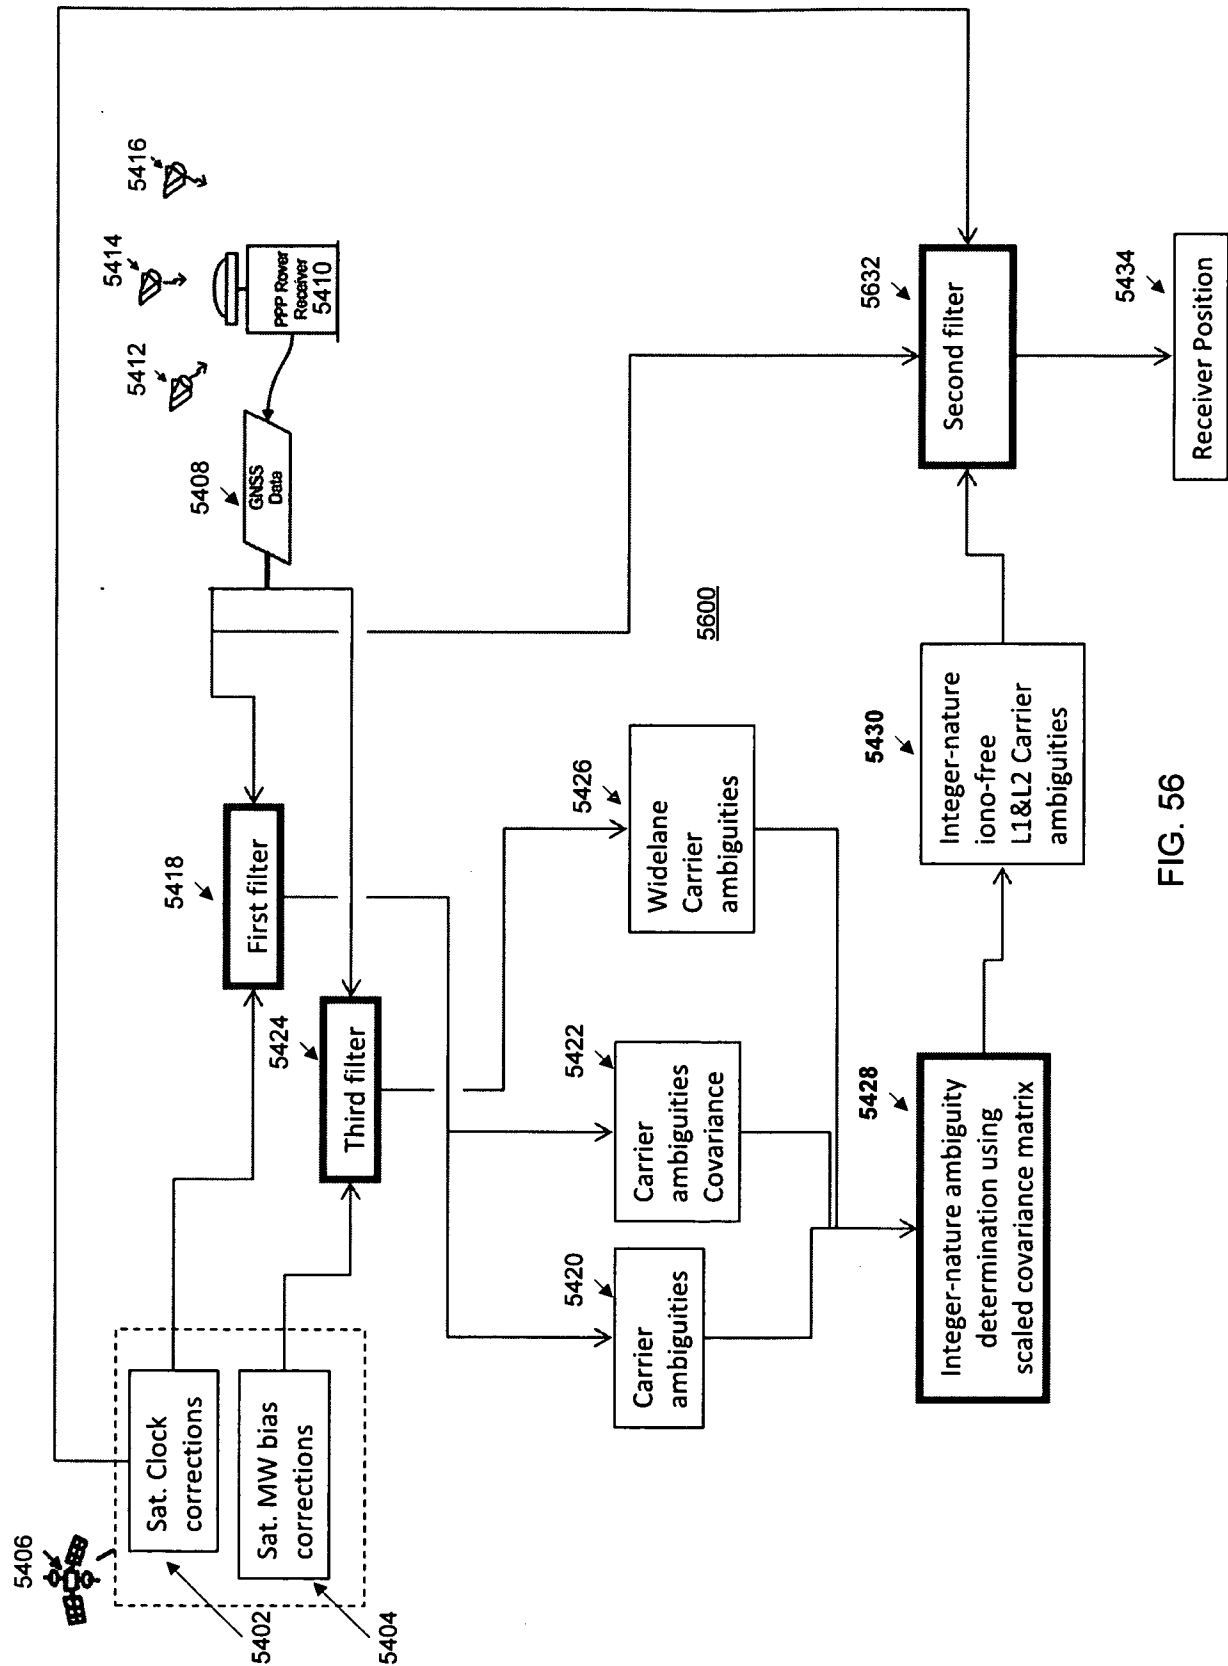 5406
Sat. Clock
corrections
Sat. MW bias
corrections
5402
5404
5424
Third filter
5418
First filter
5408
GNSS
Data
5412
5414
5416
PPP Rover
Receiver
5410
5420
Carrier
ambiguities
5422
Carrier
ambiguities
Covariance
5426
Widelane
Carrier
ambiguities
5600
5428
Integer-nature ambiguity
determination using
scaled covariance matrix
5430
Integer-nature
iono-free
L1&L2 Carrier
ambiguities
5632
Second filter
5434
Receiver Position
FIG. 56